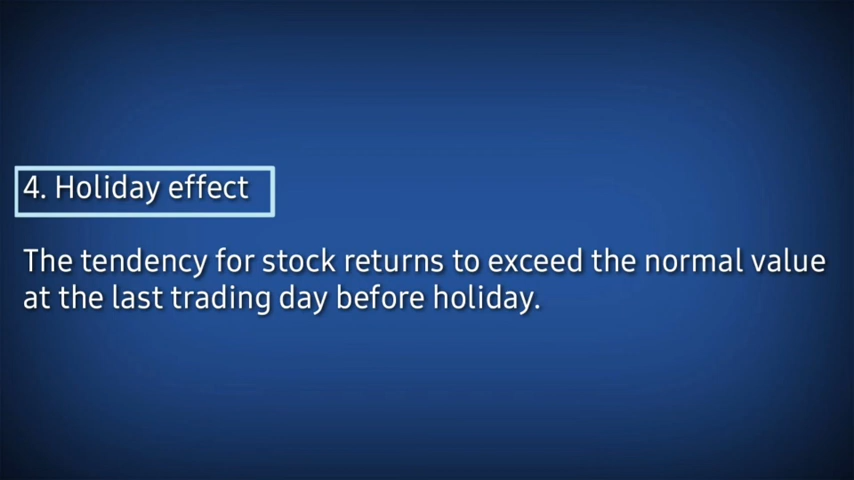 4. Holiday effect
The tendency for stock returns to exceed the normal value
at the last trading day before holiday.